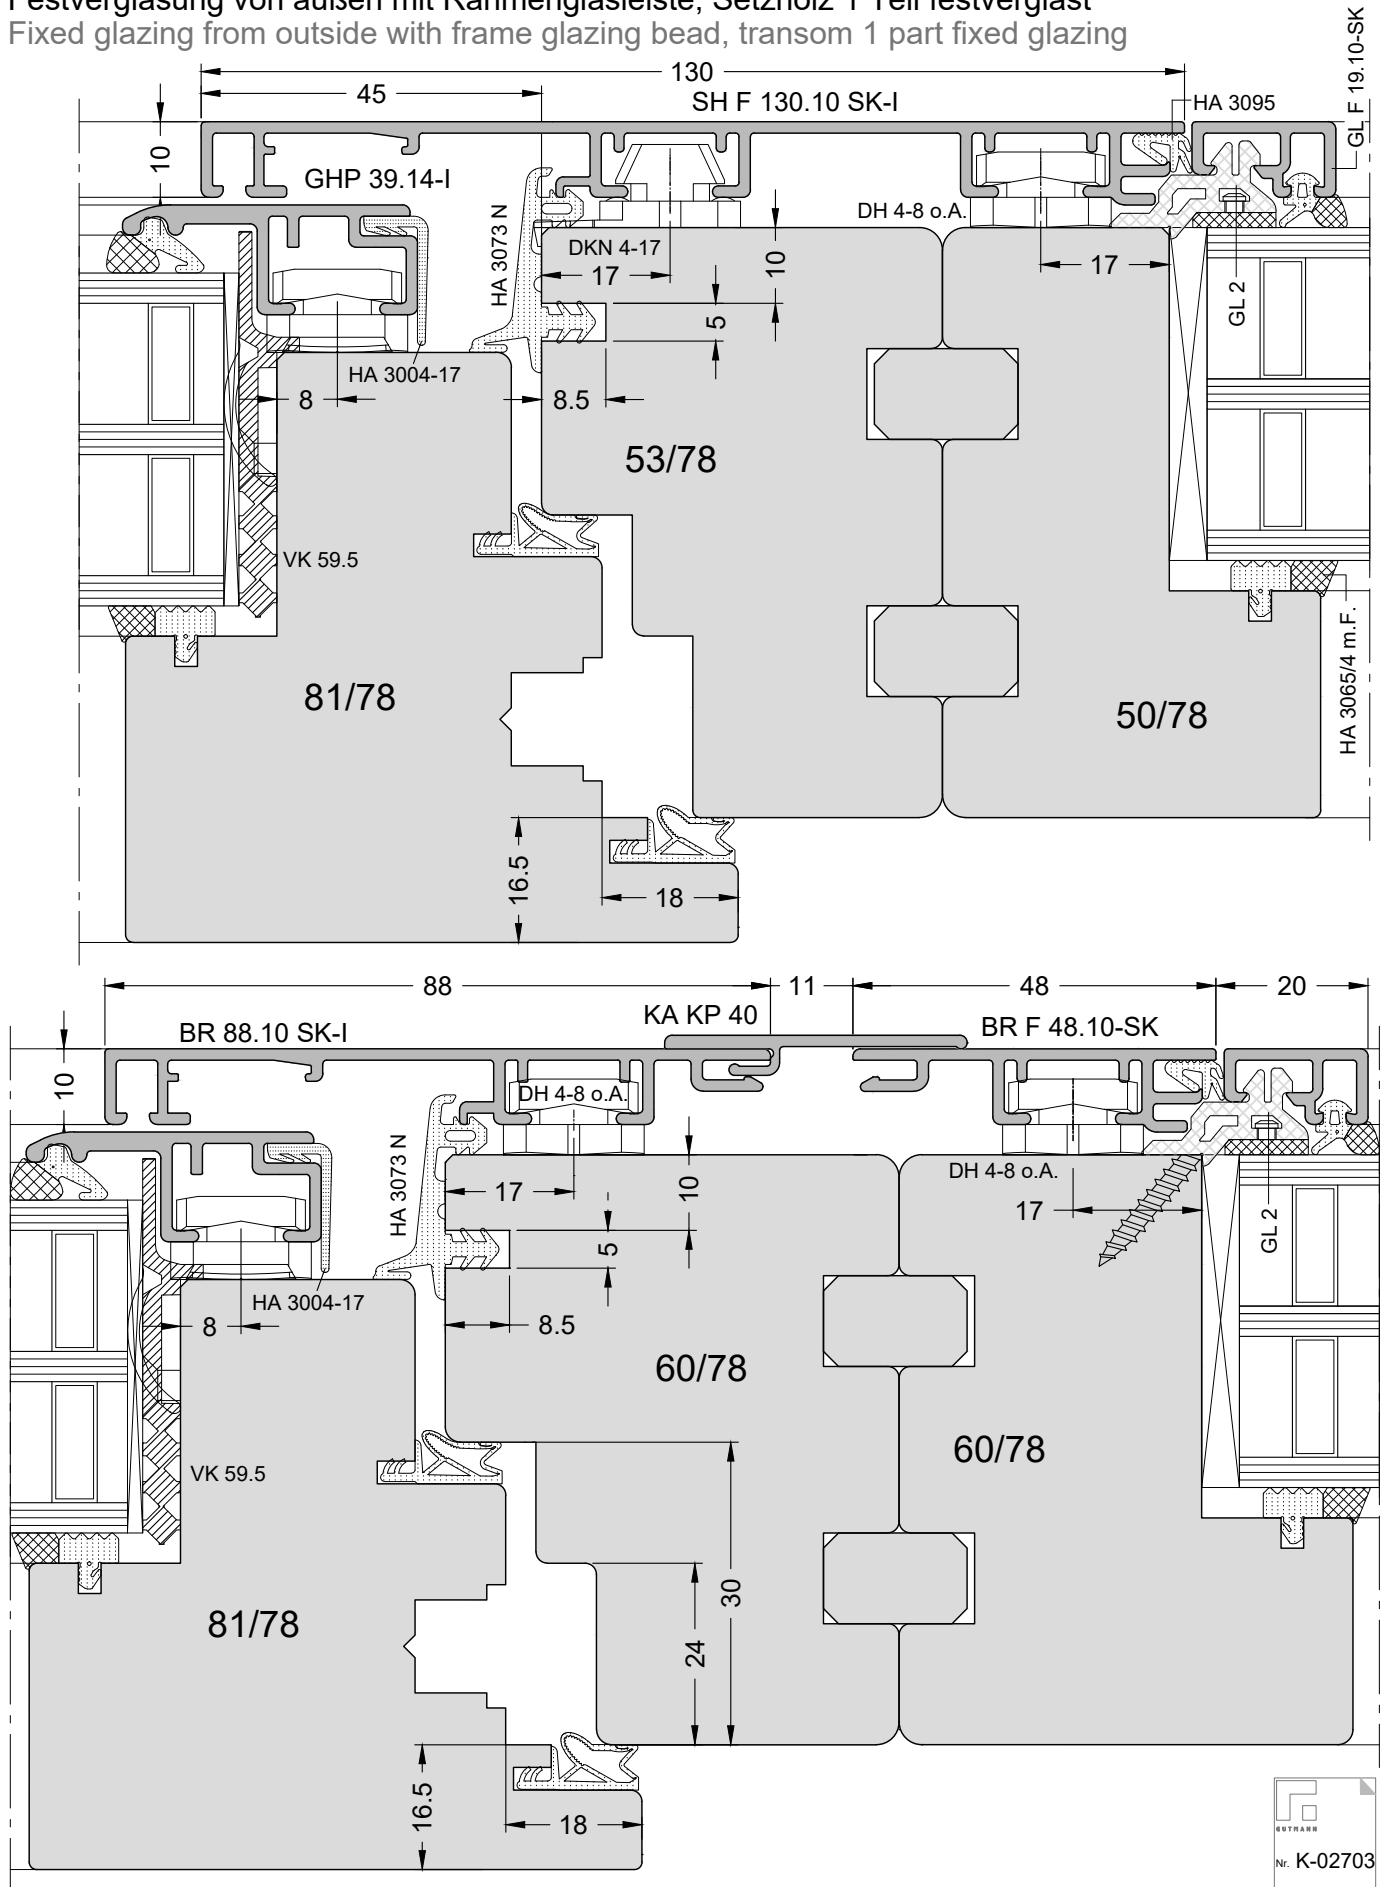 Festverglasung von außen mit Rahmenglasleiste, Setzholz 1 Teil festverglast
Fixed glazing from outside with frame glazing bead, transom 1 part fixed glazing
130
45
SH F 130.10 SK-I
HA 3095
GL F 19.10-SK
10
GHP 39.14-I
HA 3073 N
DH 4-8 o.A.
DKN 4-17
17
10
17
5
GL 2
HA 3004-17
8
8.5
53/78
VK 59.5
HA 3065/4 m.F.
81/78
50/78
16.5
18
88
11
48
20
KA KP 40
BR 88.10 SK-I
BR F 48.10-SK
10
DH 4-8 o.A.
HA 3073 N
DH 4-8 o.A.
17
10
17
5
GL 2
HA 3004-17
8
8.5
60/78
60/78
VK 59.5
30
24
81/78
16.5
18
GUTMANN
Nr. K-02703